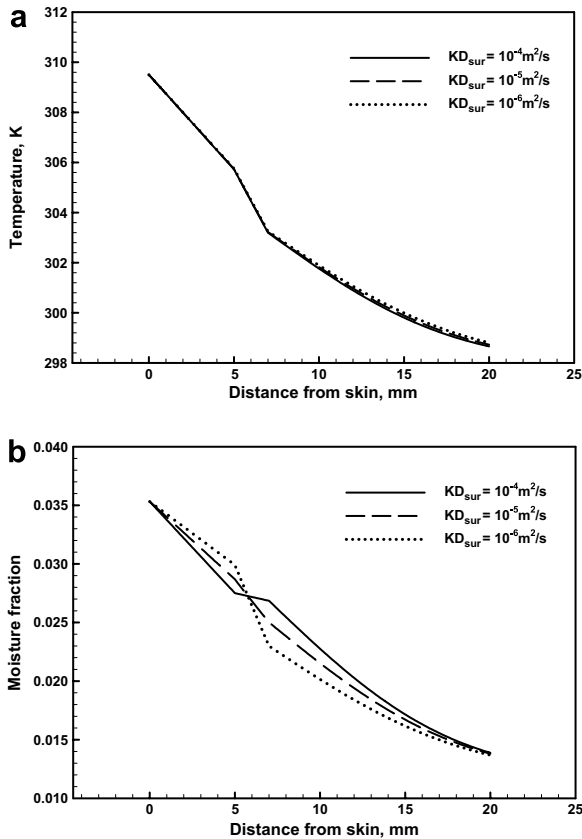 a
312
310
308
306
304
302
300
298
Temperature, K
KD_sur = 10^-4 m^2/s
KD_sur = 10^-5 m^2/s
KD_sur = 10^-6 m^2/s
0 5 10 15 20 25
Distance from skin, mm
b
0.040
0.035
0.030
0.025
0.020
0.015
0.010
Moisture fraction
KD_sur = 10^-4 m^2/s
KD_sur = 10^-5 m^2/s
KD_sur = 10^-6 m^2/s
0 5 10 15 20 25
Distance from skin, mm